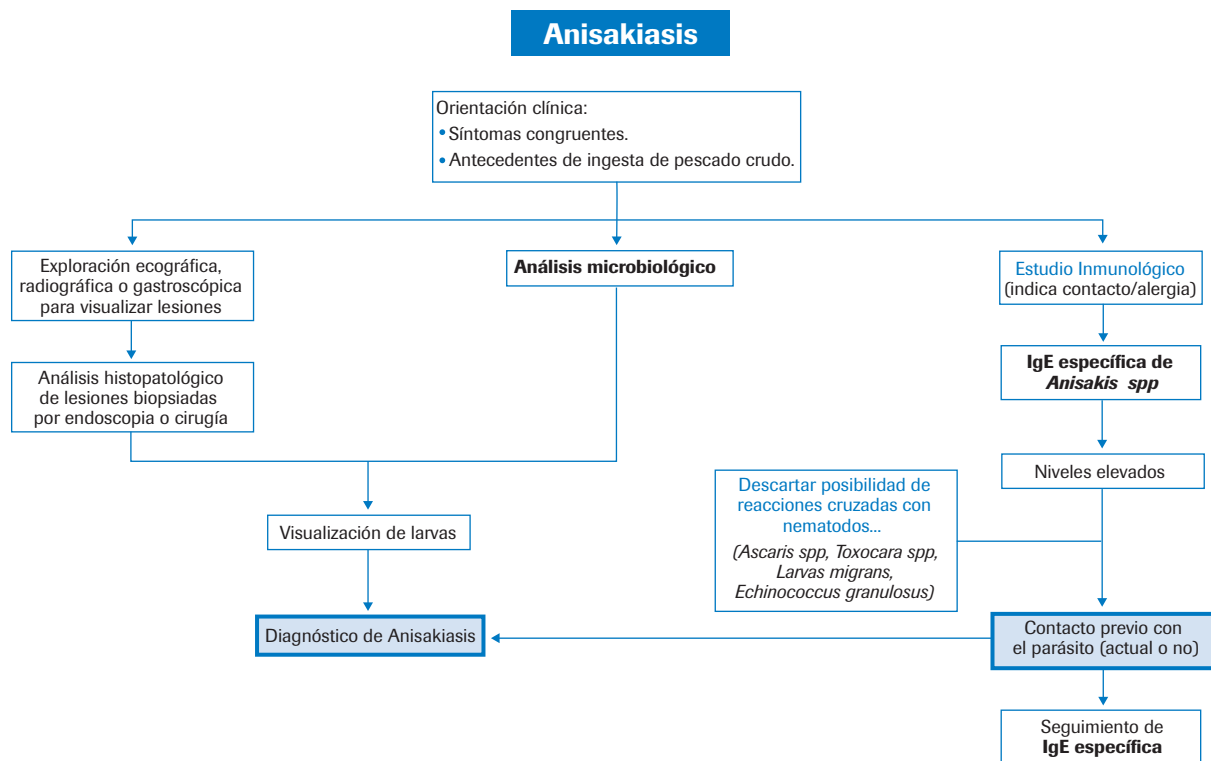 Anisakiasis
Orientación clínica:
• Síntomas congruentes.
• Antecedentes de ingesta de pescado crudo.
Exploración ecográfica,
radiográfica o gastroscópica
para visualizar lesiones
Análisis microbiológico
Estudio Inmunológico
(indica contacto/alergia)
Análisis histopatológico
de lesiones biopsiadas
por endoscopia o cirugía
IgE específica de
Anisakis spp
Niveles elevados
Descartar posibilidad de
reacciones cruzadas con
nematodos...
(Ascaris spp, Toxocara spp,
Larvas migrans,
Echinococcus granulosus)
Visualización de larvas
Diagnóstico de Anisakiasis
Contacto previo con
el parásito (actual o no)
Seguimiento de
IgE específica